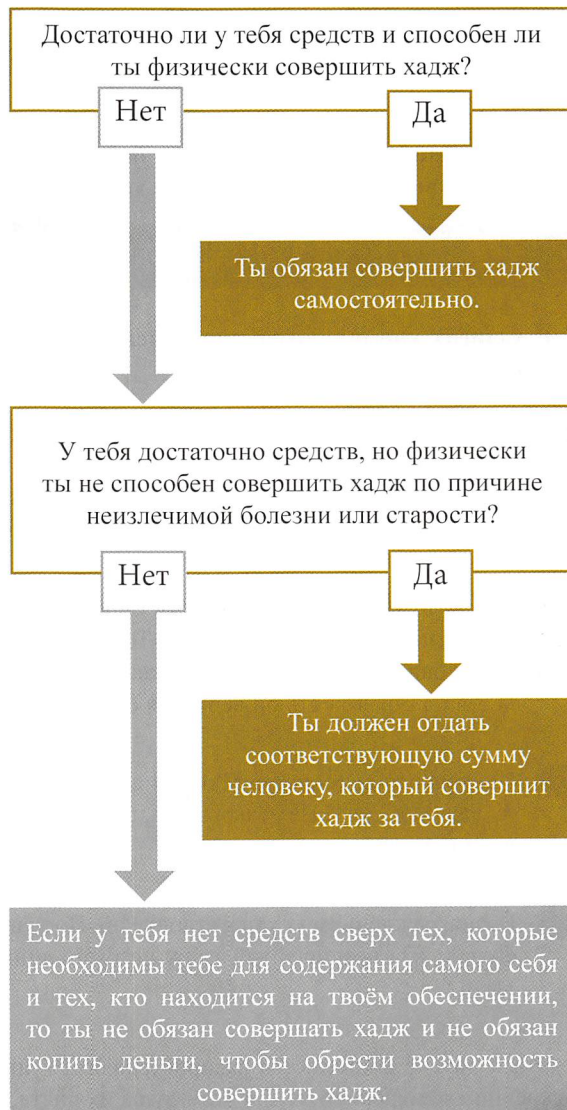 Достаточно ли у тебя средств и способен ли
ты физически совершить хадж?
Нет
Да
Ты обязан совершить хадж
самостоятельно.
У тебя достаточно средств, но физически
ты не способен совершить хадж по причине
неизлечимой болезни или старости?
Нет
Да
Ты должен отдать
соответствующую сумму
человеку, который совершит
хадж за тебя.
Если у тебя нет средств сверх тех, которые
необходимы тебе для содержания самого себя
и тех, кто находится на твоём обеспечении,
то ты не обязан совершать хадж и не обязан
копить деньги, чтобы обрести возможность
совершить хадж.